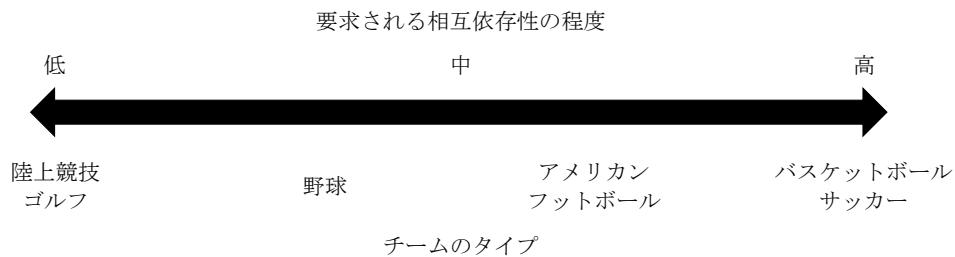 要求される相互依存性の程度
低
中
高
陸上競技
ゴルフ
野球
アメリカン
フットボール
バスケットボール
サッカー
チームのタイプ